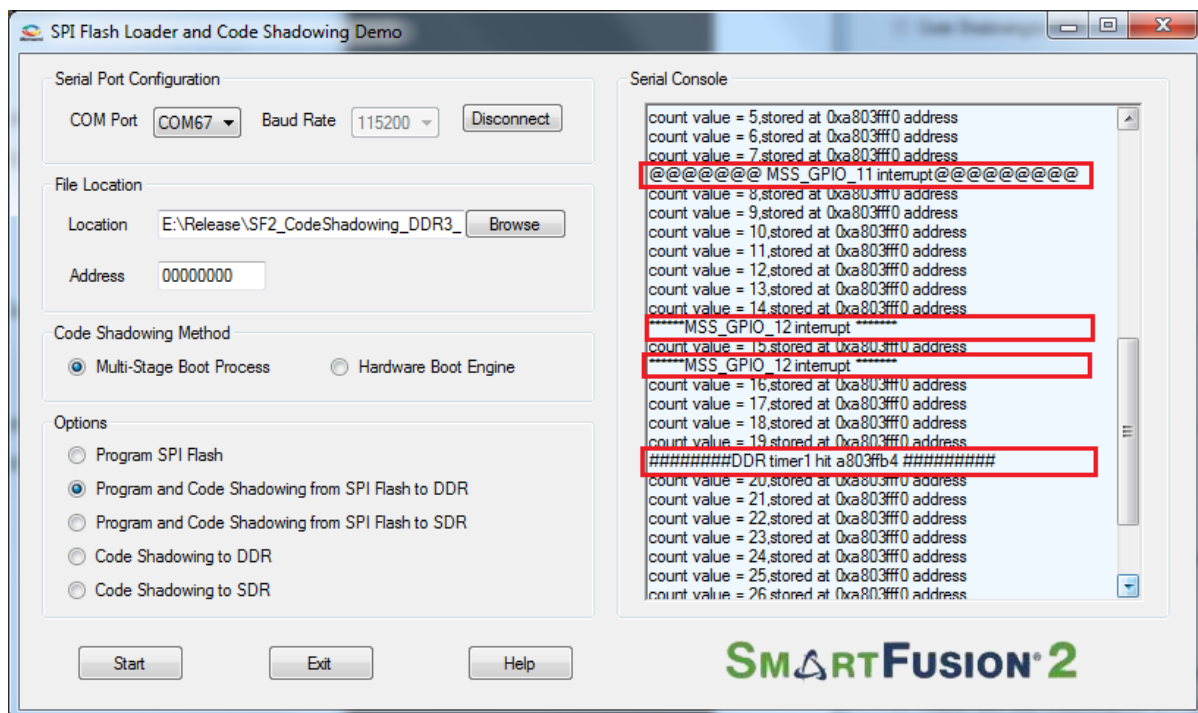 SPI Flash Loader and Code Shadowing Demo
Serial Port Configuration
COM Port COM67 Baud Rate 115200 Disconnect
File Location
Location E:\Release\SF2_CodeShadowing_DDR3_ Browse
Address 00000000
Code Shadowing Method
Multi-Stage Boot Process Hardware Boot Engine
Options
Program SPI Flash
Program and Code Shadowing from SPI Flash to DDR
Program and Code Shadowing from SPI Flash to SDR
Code Shadowing to DDR
Code Shadowing to SDR
Start Exit Help
Serial Console
count value = 5,stored at 0xa803fff0 address
count value = 6,stored at 0xa803fff0 address
count value = 7,stored at 0xa803fff0 address
@@@@@@@ MSS_GPIO_11 interrupt@@@@@@@@@
count value = 8,stored at 0xa803fff0 address
count value = 9,stored at 0xa803fff0 address
count value = 10,stored at 0xa803fff0 address
count value = 11,stored at 0xa803fff0 address
count value = 12,stored at 0xa803fff0 address
count value = 13,stored at 0xa803fff0 address
count value = 14,stored at 0xa803fff0 address
******MSS_GPIO_12 interrupt *******
count value = 15,stored at 0xa803fff0 address
******MSS_GPIO_12 interrupt *******
count value = 16,stored at 0xa803fff0 address
count value = 17,stored at 0xa803fff0 address
count value = 18,stored at 0xa803fff0 address
count value = 19,stored at 0xa803fff0 address
########DDR timer1 hit a803ffb4 #########
count value = 20,stored at 0xa803fff0 address
count value = 21,stored at 0xa803fff0 address
count value = 22,stored at 0xa803fff0 address
count value = 23,stored at 0xa803fff0 address
count value = 24,stored at 0xa803fff0 address
count value = 25,stored at 0xa803fff0 address
count value = 26,stored at 0xa803fff0 address
SMARTFUSION® 2